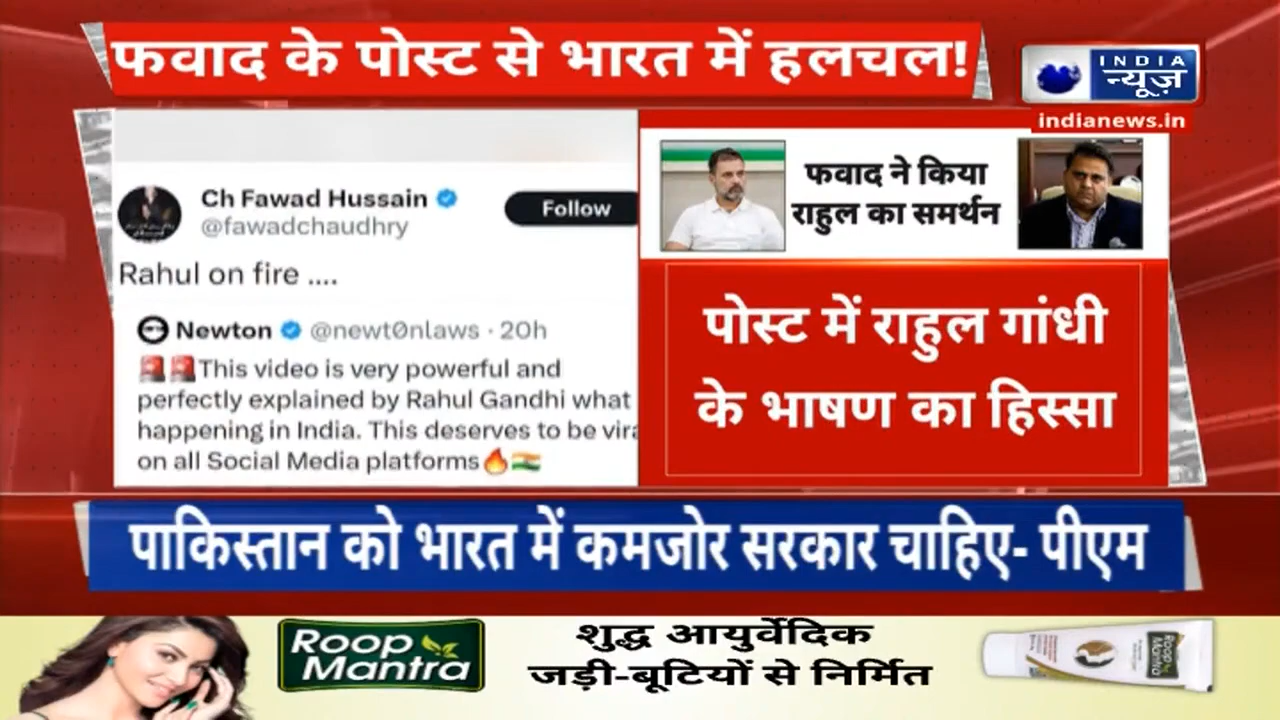 फवाद के पोस्ट से भारत में हलचल!
INDIA
न्यूज़
indianews.in
Ch Fawad Hussain
@fawadchaudhry
Follow
Rahul on fire ....
Newton @newt0nlaws · 20h
🚨🚨This video is very powerful and
perfectly explained by Rahul Gandhi what
happening in India. This deserves to be vira
on all Social Media platforms🔥🇮🇳
फवाद ने किया
राहुल का समर्थन
पोस्ट में राहुल गांधी
के भाषण का हिस्सा
पाकिस्तान को भारत में कमजोर सरकार चाहिए- पीएम
Roop
Mantra
शुद्ध आयुर्वेदिक
जड़ी-बूटियों से निर्मित
Roop
Mantra